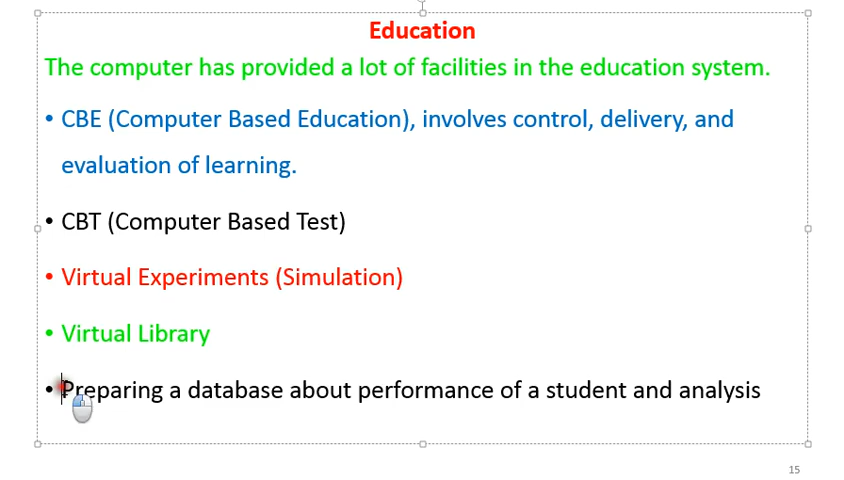 Education
The computer has provided a lot of facilities in the education system.
• CBE (Computer Based Education), involves control, delivery, and
evaluation of learning.
• CBT (Computer Based Test)
• Virtual Experiments (Simulation)
• Virtual Library
• Preparing a database about performance of a student and analysis
15